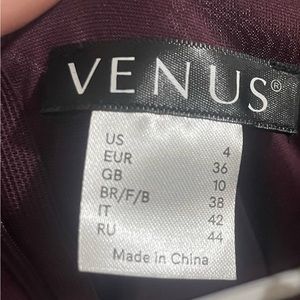 VENUS®
US 4
EUR 36
GB 10
BR/F/B 38
IT 42
RU 44
Made in China